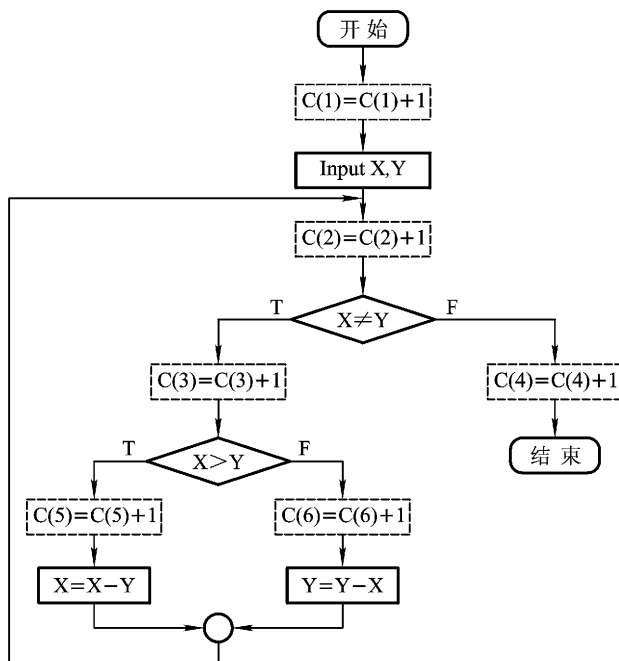 开 始
C(1)=C(1)+1
Input X,Y
C(2)=C(2)+1
T
X≠Y
F
C(3)=C(3)+1
C(4)=C(4)+1
T
X>Y
F
结 束
C(5)=C(5)+1
C(6)=C(6)+1
X=X−Y
Y=Y−X